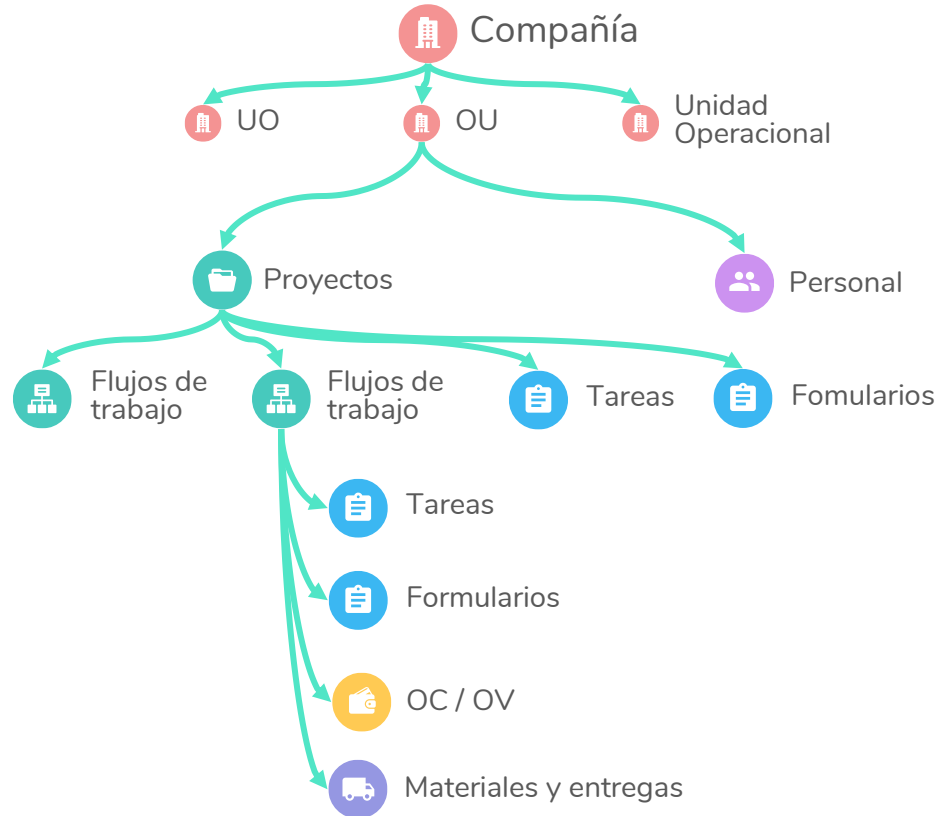 Compañía
UO
OU
Unidad
Operacional
Proyectos
Personal
Flujos de
trabajo
Flujos de
trabajo
Tareas
Fomularios
Tareas
Formularios
OC / OV
Materiales y entregas